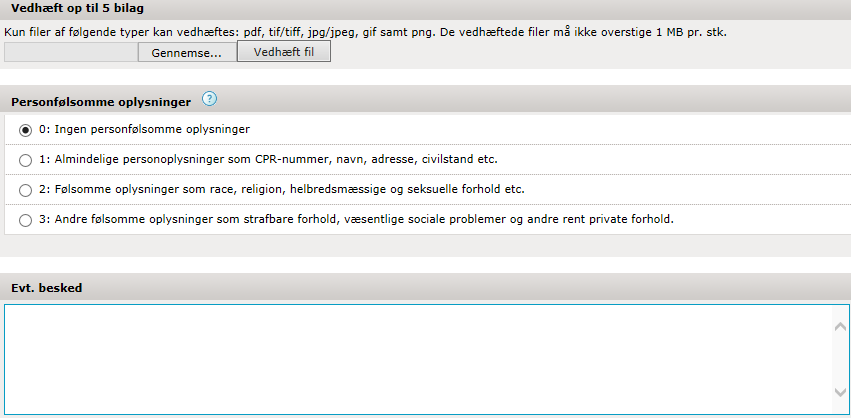 Vedhæft op til 5 bilag
Kun filer af følgende typer kan vedhæftes: pdf, tif/tiff, jpg/jpeg, gif samt png. De vedhæftede filer må ikke overstige 1 MB pr. stk.
Gennemse... Vedhæft fil
Personfølsomme oplysninger ?
0: Ingen personfølsomme oplysninger
1: Almindelige personoplysninger som CPR-nummer, navn, adresse, civilstand etc.
2: Følsomme oplysninger som race, religion, helbredsmæssige og seksuelle forhold etc.
3: Andre følsomme oplysninger som strafbare forhold, væsentlige sociale problemer og andre rent private forhold.
Evt. besked